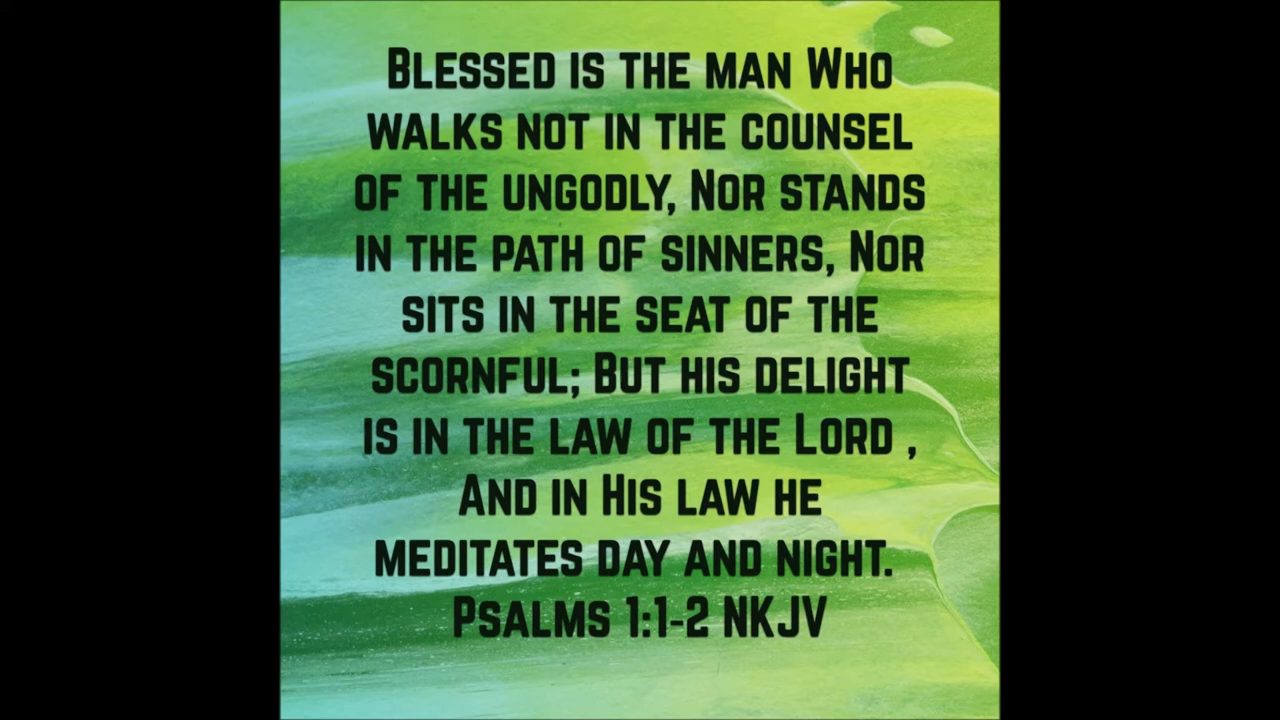 Blessed is the man Who
walks not in the counsel
of the ungodly, Nor stands
in the path of sinners, Nor
sits in the seat of the
scornful; But his delight
is in the law of the Lord ,
And in His law he
meditates day and night.
Psalms 1:1-2 NKJV